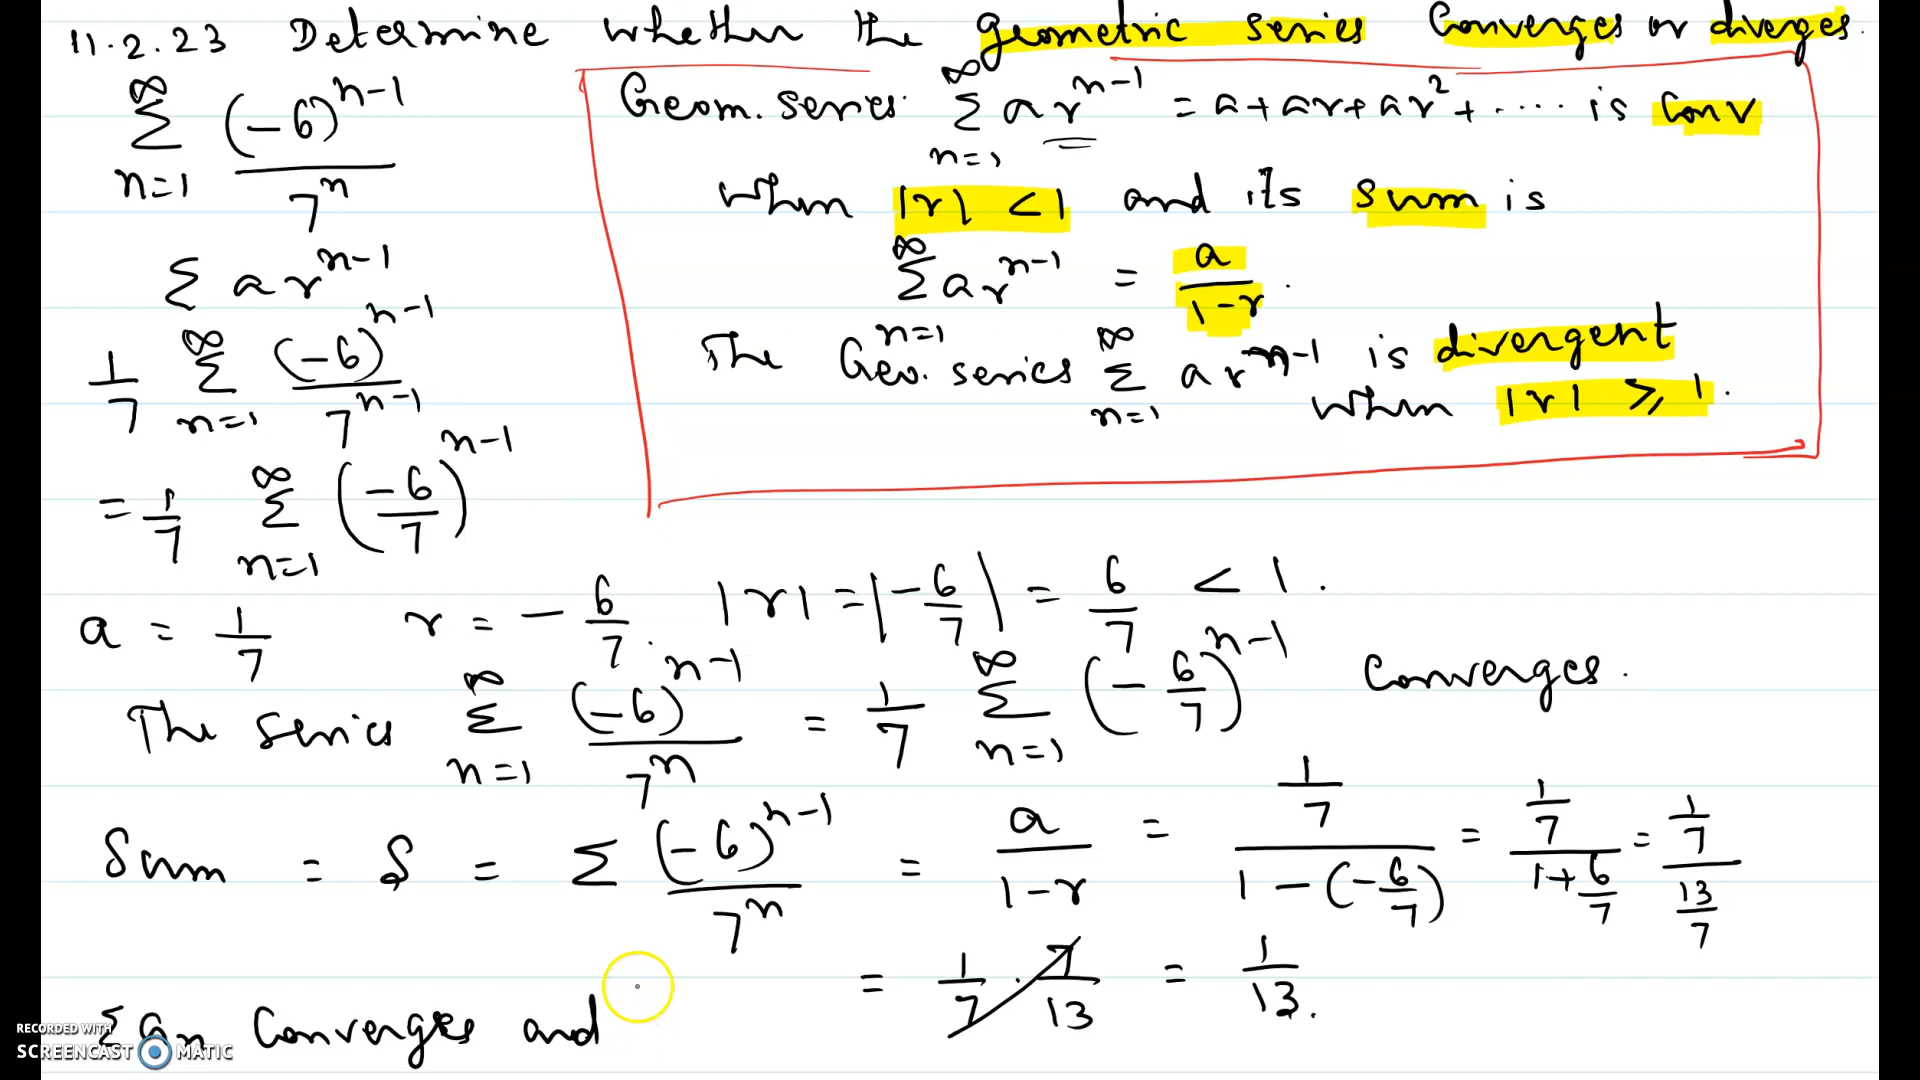 11.2.23 Determine whether the geometric series converges or diverges.
∞ Σ n=1 (-6)^{n-1} / 7^n
Geom. series ∞ Σ n=1 a r^{n-1} = a + ar + ar^2 + .... is conv
when |r| < 1 and its sum is
∞ Σ n=1 a r^{n-1} = a / (1-r).
The Geo. series ∞ Σ n=1 a r^{n-1} is divergent
when |r| ⩾ 1.
Σ a r^{n-1}
1/7 ∞ Σ n=1 (-6)^{n-1} / 7^{n-1}
= 1/7 ∞ Σ n=1 (-6/7)^{n-1}
a = 1/7 r = -6/7. |r| = |-6/7| = 6/7 < 1.
The series ∞ Σ n=1 (-6)^{n-1} / 7^n = 1/7 ∞ Σ n=1 (-6/7)^{n-1} Converges.
Sum = S = Σ (-6)^{n-1} / 7^n = a / (1-r) = (1/7) / (1-(-6/7)) = (1/7) / (1+6/7) = (1/7) / (13/7)
= 1/7 · 7/13 = 1/13.
Σ an Converges and
RECORDED WITH
SCREENCAST MATIC